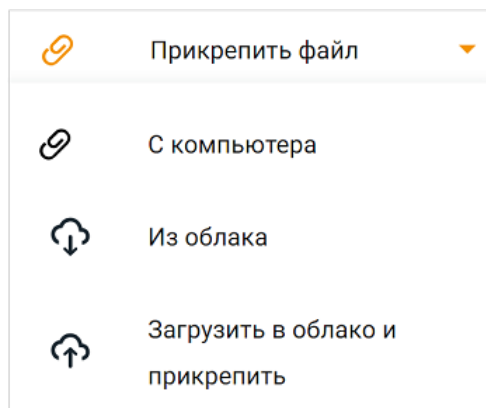 Прикрепить файл
С компьютера
Из облака
Загрузить в облако и
прикрепить